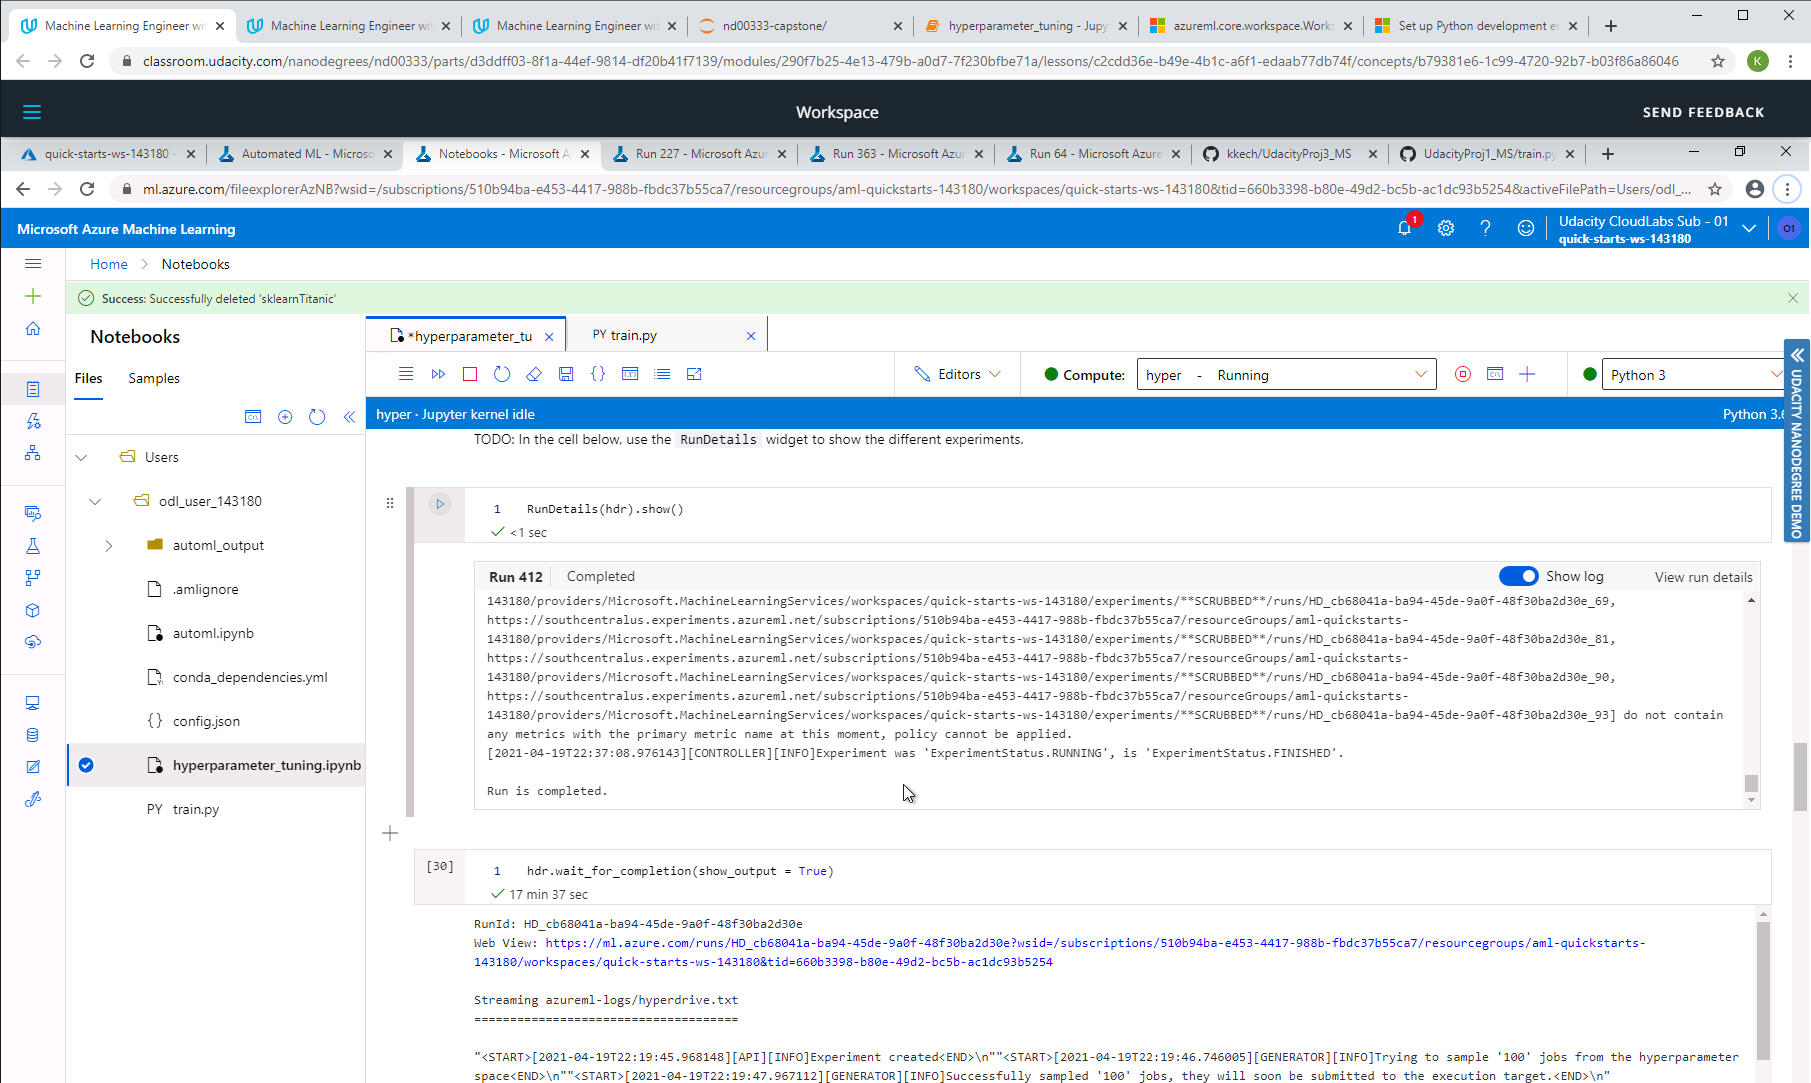 Machine Learning Engineer wit
Machine Learning Engineer wit
Machine Learning Engineer wit
nd00333-capstone/
hyperparameter_tuning - Jupy
azureml.core.workspace.Works
Set up Python development en
classroom.udacity.com/nanodegrees/nd00333/parts/d3ddff03-8f1a-44ef-9814-df20b41f7139/modules/290f7b25-4e13-479b-a0d7-7f230bfbe71a/lessons/c2cdd36e-b49e-4b1c-a6f1-edaab77db74f/concepts/b79381e6-1c99-4720-92b7-b03f86a86046
K
Workspace
SEND FEEDBACK
quick-starts-ws-143180 -
Automated ML - Microso
Notebooks - Microsoft A
Run 227 - Microsoft Azur
Run 363 - Microsoft Azur
Run 64 - Microsoft Azure
kkech/UdacityProj3_MS
UdacityProj1_MS/train.py
ml.azure.com/fileexplorerAzNB?wsid=/subscriptions/510b94ba-e453-4417-988b-fbdc37b55ca7/resourcegroups/aml-quickstarts-143180/workspaces/quick-starts-ws-143180&tid=660b3398-b80e-49d2-bc5b-ac1dc93b5254&activeFilePath=Users/odl_...
Microsoft Azure Machine Learning
1
Udacity CloudLabs Sub - 01
quick-starts-ws-143180
O1
Home > Notebooks
Success: Successfully deleted 'sklearnTitanic'
Notebooks
Files
Samples
*hyperparameter_tu
PY train.py
Editors
Compute:
hyper - Running
Python 3
hyper · Jupyter kernel idle
Python 3.6
UDACITY NANODEGREE DEMO
Users
odl_user_143180
automl_output
.amlignore
automl.ipynb
conda_dependencies.yml
{} config.json
hyperparameter_tuning.ipynb
PY train.py
TODO: In the cell below, use the RunDetails widget to show the different experiments.
1 RunDetails(hdr).show()
<1 sec
Run 412
Completed
Show log
View run details
143180/providers/Microsoft.MachineLearningServices/workspaces/quick-starts-ws-143180/experiments/**SCRUBBED**/runs/HD_cb68041a-ba94-45de-9a0f-48f30ba2d30e_69,
https://southcentralus.experiments.azureml.net/subscriptions/510b94ba-e453-4417-988b-fbdc37b55ca7/resourceGroups/aml-quickstarts-
143180/providers/Microsoft.MachineLearningServices/workspaces/quick-starts-ws-143180/experiments/**SCRUBBED**/runs/HD_cb68041a-ba94-45de-9a0f-48f30ba2d30e_81,
https://southcentralus.experiments.azureml.net/subscriptions/510b94ba-e453-4417-988b-fbdc37b55ca7/resourceGroups/aml-quickstarts-
143180/providers/Microsoft.MachineLearningServices/workspaces/quick-starts-ws-143180/experiments/**SCRUBBED**/runs/HD_cb68041a-ba94-45de-9a0f-48f30ba2d30e_90,
https://southcentralus.experiments.azureml.net/subscriptions/510b94ba-e453-4417-988b-fbdc37b55ca7/resourceGroups/aml-quickstarts-
143180/providers/Microsoft.MachineLearningServices/workspaces/quick-starts-ws-143180/experiments/**SCRUBBED**/runs/HD_cb68041a-ba94-45de-9a0f-48f30ba2d30e_93] do not contain
any metrics with the primary metric name at this moment, policy cannot be applied.
[2021-04-19T22:37:08.976143][CONTROLLER][INFO]Experiment was 'ExperimentStatus.RUNNING', is 'ExperimentStatus.FINISHED'.
Run is completed.
[30]
1 hdr.wait_for_completion(show_output = True)
17 min 37 sec
RunId: HD_cb68041a-ba94-45de-9a0f-48f30ba2d30e
Web View: https://ml.azure.com/runs/HD_cb68041a-ba94-45de-9a0f-48f30ba2d30e?wsid=/subscriptions/510b94ba-e453-4417-988b-fbdc37b55ca7/resourcegroups/aml-quickstarts-
143180/workspaces/quick-starts-ws-143180&tid=660b3398-b80e-49d2-bc5b-ac1dc93b5254
Streaming azureml-logs/hyperdrive.txt
=====================================
"<START>[2021-04-19T22:19:45.968148][API][INFO]Experiment created<END>\n""<START>[2021-04-19T22:19:46.746005][GENERATOR][INFO]Trying to sample '100' jobs from the hyperparameter
space<END>\n""<START>[2021-04-19T22:19:47.967112][GENERATOR][INFO]Successfully sampled '100' jobs, they will soon be submitted to the execution target.<END>\n"